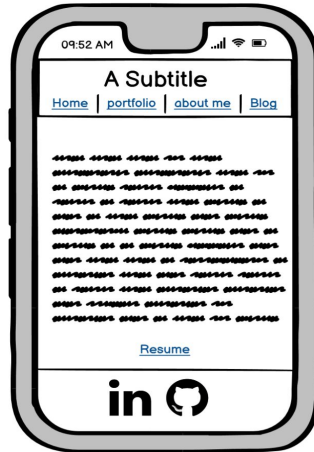 09:52 AM
A Subtitle
Home | portfolio | about me | Blog
Resume
in